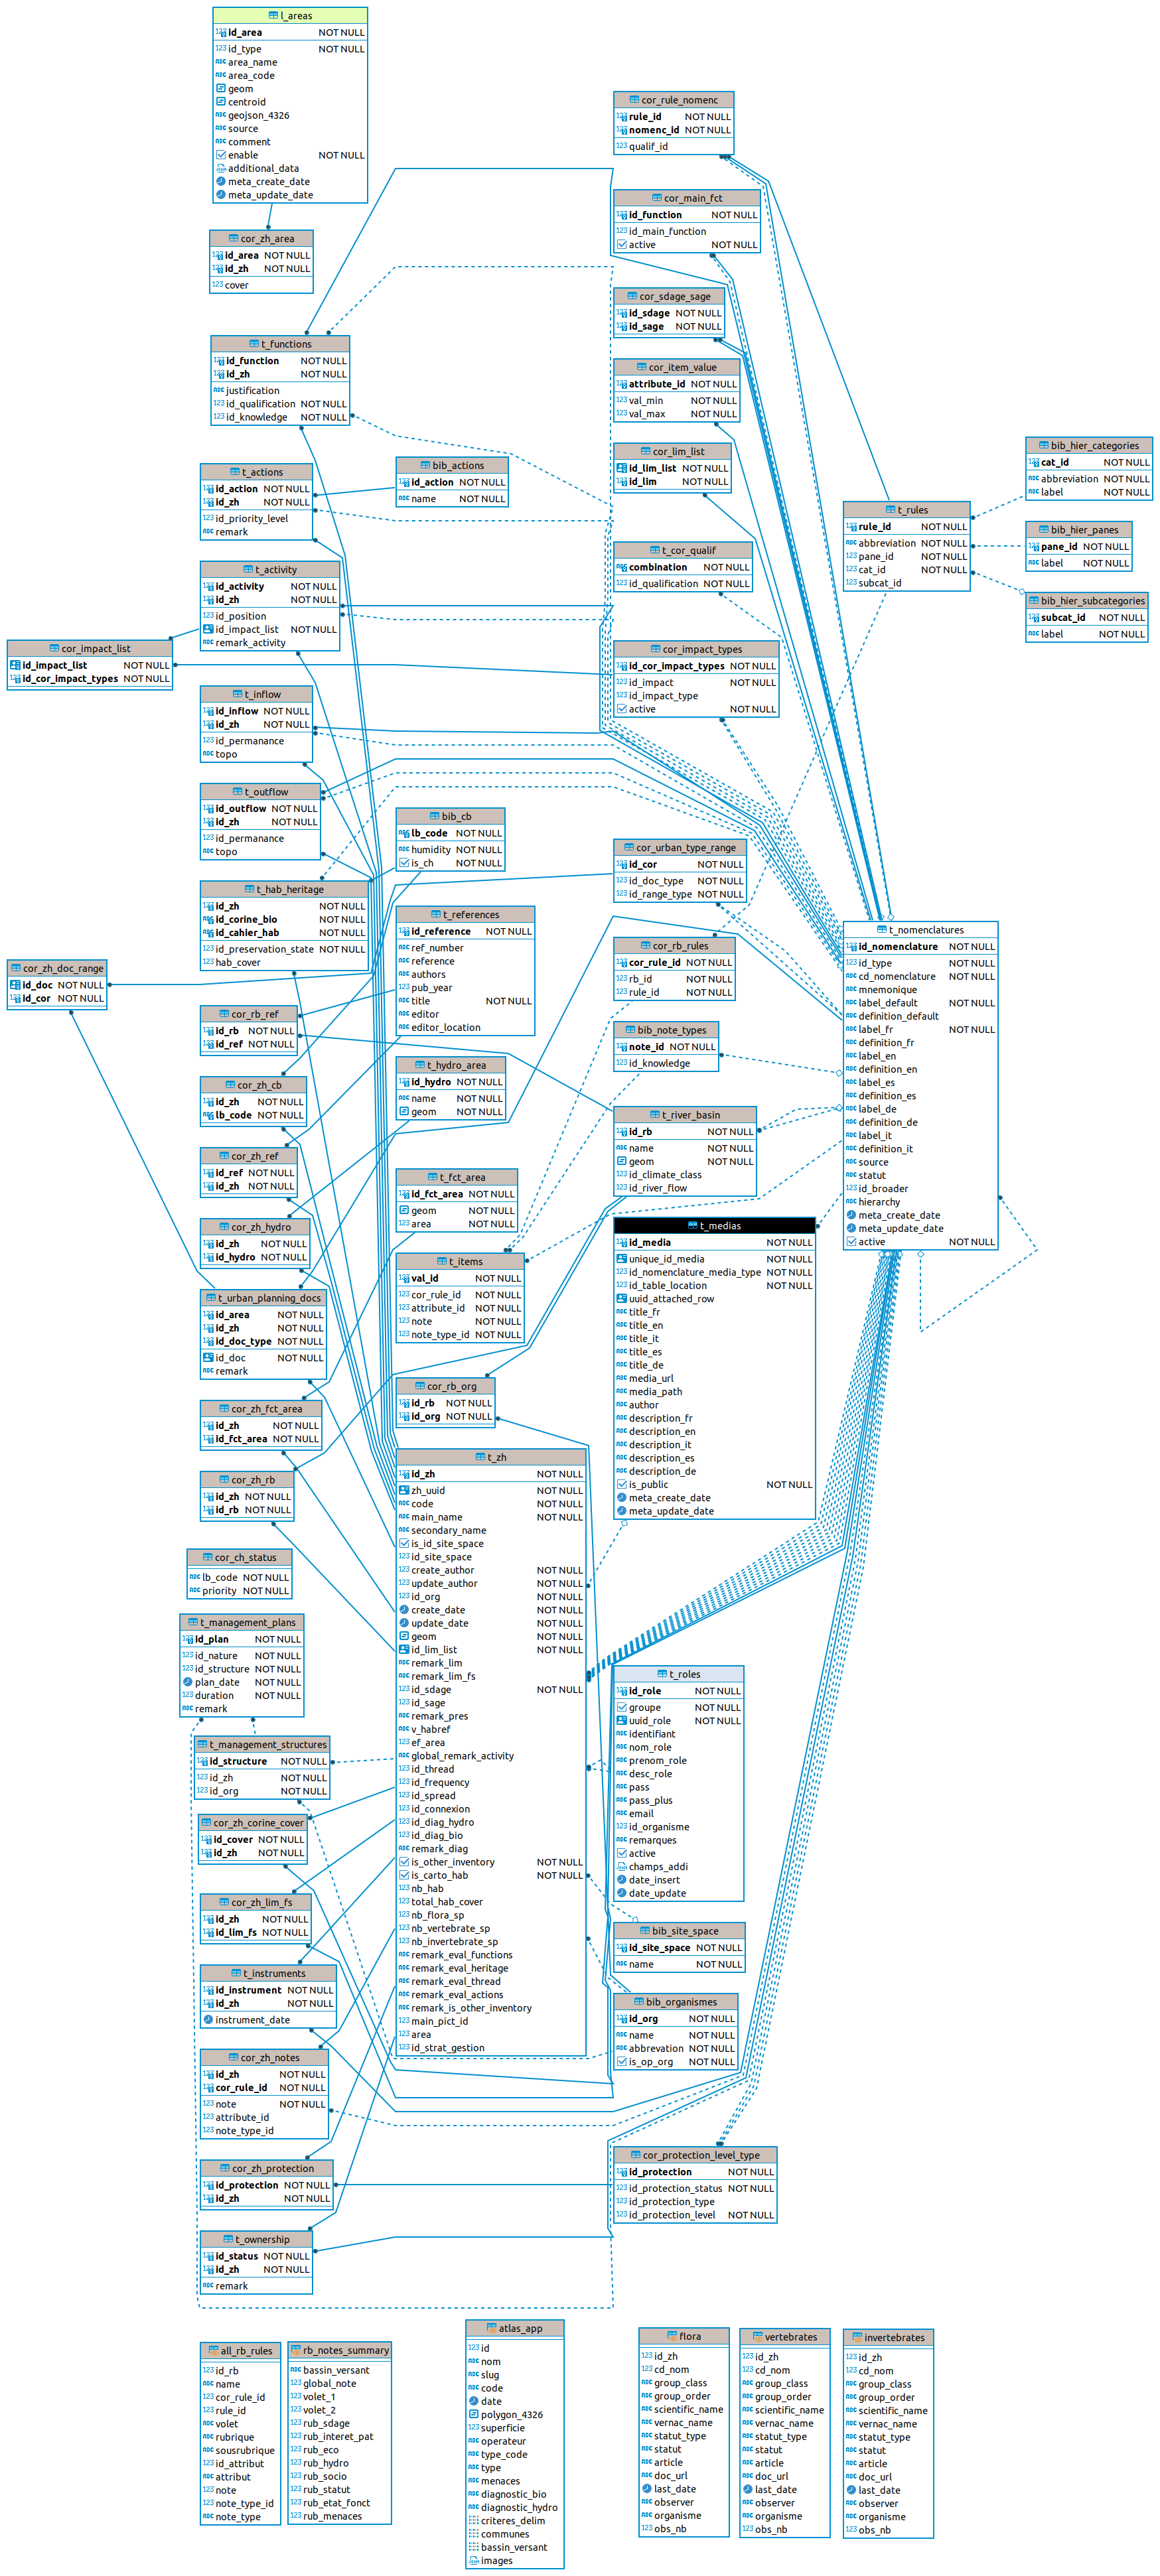 l_areas
id_area NOT NULL
id_type NOT NULL
area_name
area_code
geom
centroid
geojson_4326
source
comment
enable NOT NULL
additional_data
meta_create_date
meta_update_date
cor_zh_area
id_area NOT NULL
id_zh NOT NULL
cover
t_functions
id_function NOT NULL
id_zh NOT NULL
justification
id_qualification NOT NULL
id_knowledge NOT NULL
t_actions
id_action NOT NULL
id_zh NOT NULL
id_priority_level
remark
bib_actions
id_action NOT NULL
name NOT NULL
t_activity
id_activity NOT NULL
id_zh NOT NULL
id_position
id_impact_list NOT NULL
remark_activity
cor_impact_list
id_impact_list NOT NULL
id_cor_impact_types NOT NULL
t_inflow
id_inflow NOT NULL
id_zh NOT NULL
id_permanance
topo
t_outflow
id_outflow NOT NULL
id_zh NOT NULL
id_permanance
topo
bib_cb
lb_code NOT NULL
humidity NOT NULL
is_ch NOT NULL
t_hab_heritage
id_zh NOT NULL
id_corine_bio NOT NULL
id_cahier_hab NOT NULL
id_preservation_state NOT NULL
hab_cover
t_references
id_reference NOT NULL
ref_number
reference
authors
pub_year
title NOT NULL
editor
editor_location
cor_zh_doc_range
id_doc NOT NULL
id_cor NOT NULL
cor_rb_ref
id_rb NOT NULL
id_ref NOT NULL
cor_zh_cb
id_zh NOT NULL
lb_code NOT NULL
t_hydro_area
id_hydro NOT NULL
name NOT NULL
geom NOT NULL
cor_zh_ref
id_ref NOT NULL
id_zh NOT NULL
t_fct_area
id_fct_area NOT NULL
geom NOT NULL
area NOT NULL
cor_zh_hydro
id_zh NOT NULL
id_hydro NOT NULL
t_items
val_id NOT NULL
cor_rule_id NOT NULL
attribute_id NOT NULL
note NOT NULL
note_type_id NOT NULL
t_urban_planning_docs
id_area NOT NULL
id_zh NOT NULL
id_doc_type NOT NULL
id_doc NOT NULL
remark
cor_rb_org
id_rb NOT NULL
id_org NOT NULL
cor_zh_fct_area
id_zh NOT NULL
id_fct_area NOT NULL
cor_zh_rb
id_zh NOT NULL
id_rb NOT NULL
cor_ch_status
lb_code NOT NULL
priority NOT NULL
t_management_plans
id_plan NOT NULL
id_nature NOT NULL
id_structure NOT NULL
plan_date NOT NULL
duration NOT NULL
remark
t_management_structures
id_structure NOT NULL
id_zh NOT NULL
id_org NOT NULL
cor_zh_corine_cover
id_cover NOT NULL
id_zh NOT NULL
cor_zh_lim_fs
id_zh NOT NULL
id_lim_fs NOT NULL
t_instruments
id_instrument NOT NULL
id_zh NOT NULL
instrument_date
cor_zh_notes
id_zh NOT NULL
cor_rule_id NOT NULL
note NOT NULL
attribute_id
note_type_id
cor_zh_protection
id_protection NOT NULL
id_zh NOT NULL
t_ownership
id_status NOT NULL
id_zh NOT NULL
remark
t_zh
id_zh NOT NULL
zh_uuid NOT NULL
code NOT NULL
main_name NOT NULL
secondary_name
is_id_site_space
id_site_space
create_author NOT NULL
update_author NOT NULL
id_org NOT NULL
create_date NOT NULL
update_date NOT NULL
geom NOT NULL
id_lim_list NOT NULL
remark_lim
remark_lim_fs
id_sdage NOT NULL
id_sage
remark_pres
v_habref
ef_area
global_remark_activity
id_thread
id_frequency
id_spread
id_connexion
id_diag_hydro
id_diag_bio
remark_diag
is_other_inventory NOT NULL
is_carto_hab NOT NULL
nb_hab
total_hab_cover
nb_flora_sp
nb_vertebrate_sp
nb_invertebrate_sp
remark_eval_functions
remark_eval_heritage
remark_eval_thread
remark_eval_actions
remark_is_other_inventory
main_pict_id
area
id_strat_gestion
cor_rule_nomenc
rule_id NOT NULL
nomenc_id NOT NULL
qualif_id
cor_main_fct
id_function NOT NULL
id_main_function
active NOT NULL
cor_sdage_sage
id_sdage NOT NULL
id_sage NOT NULL
cor_item_value
attribute_id NOT NULL
val_min NOT NULL
val_max NOT NULL
cor_lim_list
id_lim_list NOT NULL
id_lim NOT NULL
t_cor_qualif
combination NOT NULL
id_qualification NOT NULL
cor_impact_types
id_cor_impact_types NOT NULL
id_impact NOT NULL
id_impact_type
active NOT NULL
cor_urban_type_range
id_cor NOT NULL
id_doc_type NOT NULL
id_range_type NOT NULL
cor_rb_rules
cor_rule_id NOT NULL
rb_id NOT NULL
rule_id NOT NULL
bib_note_types
note_id NOT NULL
id_knowledge
t_river_basin
id_rb NOT NULL
name NOT NULL
geom NOT NULL
id_climate_class
id_river_flow
t_medias
id_media NOT NULL
unique_id_media NOT NULL
id_nomenclature_media_type NOT NULL
id_table_location NOT NULL
uuid_attached_row
title_fr
title_en
title_it
title_es
title_de
media_url
media_path
author
description_fr
description_en
description_it
description_es
description_de
is_public NOT NULL
meta_create_date
meta_update_date
t_roles
id_role NOT NULL
groupe NOT NULL
uuid_role NOT NULL
identifiant
nom_role
prenom_role
desc_role
pass
pass_plus
email
id_organisme
remarques
active
champs_addi
date_insert
date_update
bib_site_space
id_site_space NOT NULL
name NOT NULL
bib_organismes
id_org NOT NULL
name NOT NULL
abbrevation NOT NULL
is_op_org NOT NULL
cor_protection_level_type
id_protection NOT NULL
id_protection_status NOT NULL
id_protection_type
id_protection_level NOT NULL
t_rules
rule_id NOT NULL
abbreviation NOT NULL
pane_id NOT NULL
cat_id NOT NULL
subcat_id
bib_hier_categories
cat_id NOT NULL
abbreviation NOT NULL
label NOT NULL
bib_hier_panes
pane_id NOT NULL
label NOT NULL
bib_hier_subcategories
subcat_id NOT NULL
label NOT NULL
t_nomenclatures
id_nomenclature NOT NULL
id_type NOT NULL
cd_nomenclature NOT NULL
mnemonique
label_default NOT NULL
definition_default
label_fr NOT NULL
definition_fr
label_en
definition_en
label_es
definition_es
label_de
definition_de
label_it
definition_it
source
statut
id_broader
hierarchy
meta_create_date
meta_update_date
active NOT NULL
all_rb_rules
id_rb
name
cor_rule_id
rule_id
volet
rubrique
sousrubrique
id_attribut
attribut
note
note_type_id
note_type
rb_notes_summary
bassin_versant
global_note
volet_1
volet_2
rub_sdage
rub_interet_pat
rub_eco
rub_hydro
rub_socio
rub_statut
rub_etat_fonct
rub_menaces
atlas_app
id
nom
slug
code
date
polygon_4326
superficie
operateur
type_code
type
menaces
diagnostic_bio
diagnostic_hydro
criteres_delim
communes
bassin_versant
images
flora
id_zh
cd_nom
group_class
group_order
scientific_name
vernac_name
statut_type
statut
article
doc_url
last_date
observer
organisme
obs_nb
vertebrates
id_zh
cd_nom
group_class
group_order
scientific_name
vernac_name
statut_type
statut
article
doc_url
last_date
observer
organisme
obs_nb
invertebrates
id_zh
cd_nom
group_class
group_order
scientific_name
vernac_name
statut_type
statut
article
doc_url
last_date
observer
organisme
obs_nb